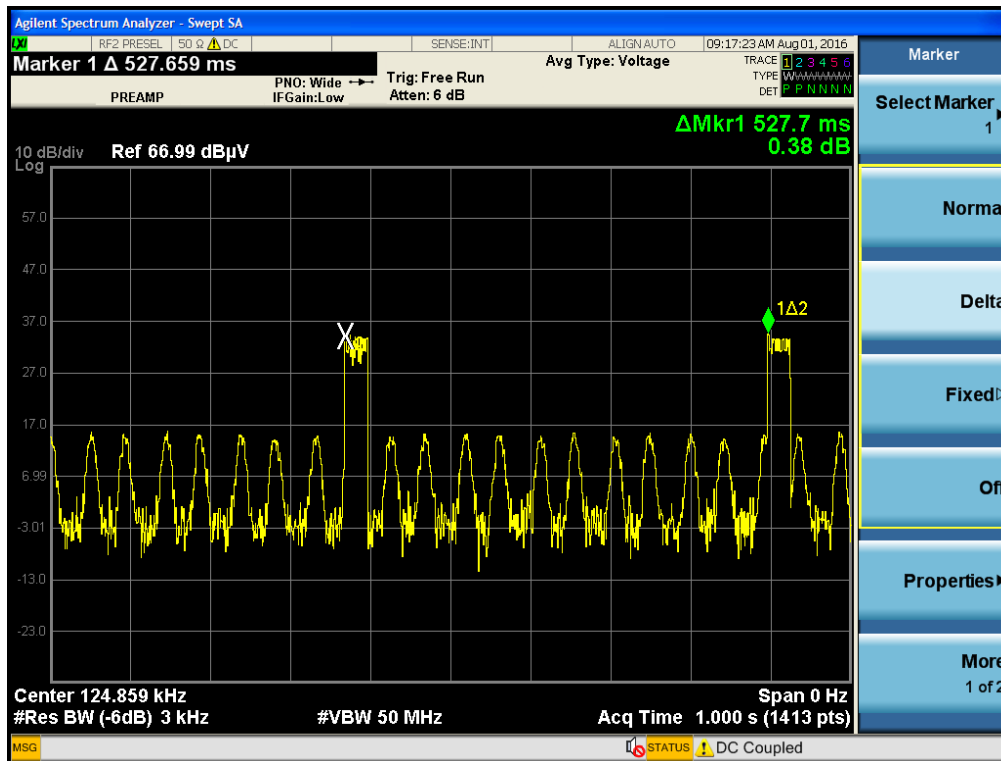 Agilent Spectrum Analyzer - Swept SA
LXI RF2 PRESEL 50 Ω DC SENSE:INT ALIGN AUTO 09:17:23 AM Aug 01, 2016
Marker 1 Δ 527.659 ms
PREAMP
PNO: Wide
IFGain:Low
Trig: Free Run
Atten: 6 dB
Avg Type: Voltage
TRACE 1 2 3 4 5 6
TYPE WWWWWW
DET P P N N N N
ΔMkr1 527.7 ms
0.38 dB
10 dB/div Ref 66.99 dBµV
Log
57.0
47.0
37.0
27.0
17.0
6.99
-3.01
-13.0
-23.0
X
1Δ2
Center 124.859 kHz Span 0 Hz
#Res BW (-6dB) 3 kHz #VBW 50 MHz Acq Time 1.000 s (1413 pts)
MSG STATUS DC Coupled
Marker
Select Marker
1
Norma
Delta
Fixed
Off
Properties
More
1 of 2